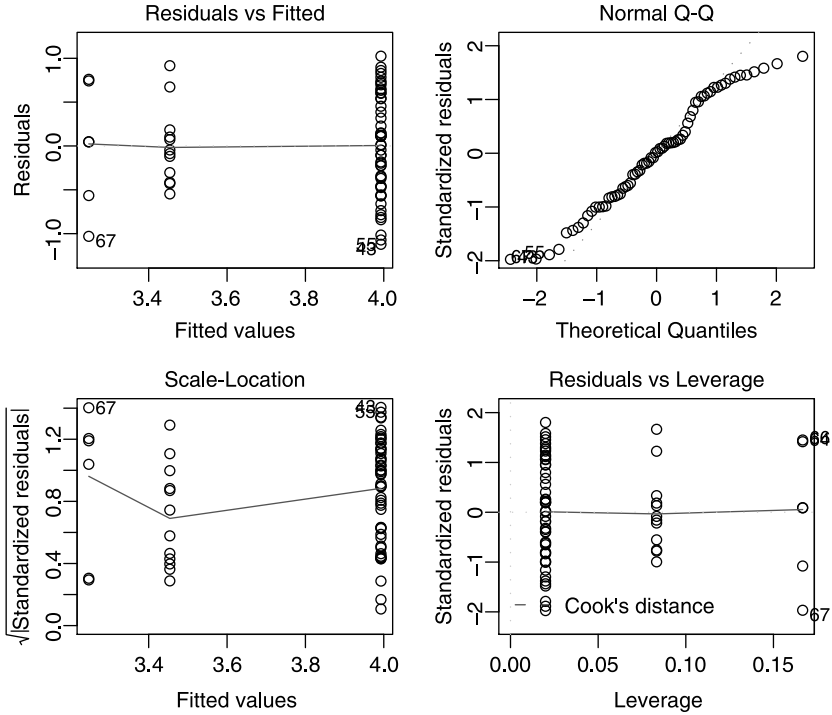 Residuals vs Fitted
Residuals
1.0
0.0
−1.0
67
55
3.4 3.6 3.8 4.0
Fitted values
Normal Q-Q
Standardized residuals
2
1
0
−1
−2
55
−2 −1 0 1 2
Theoretical Quantiles
Scale-Location
√|Standardized residuals|
1.2
0.8
0.4
0.0
67
3.4 3.6 3.8 4.0
Fitted values
Residuals vs Leverage
Standardized residuals
2
1
0
−1
−2
67
Cook's distance
0.00 0.05 0.10 0.15
Leverage